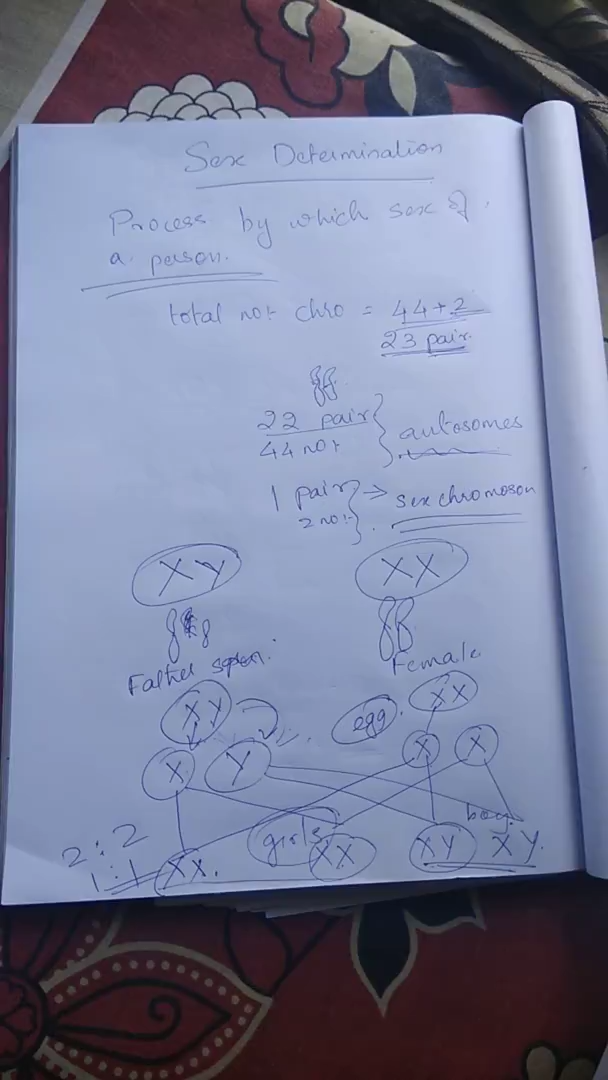 Sex Determination
Process by which sex of
a person.
total no:- chro = 44+2
23 pair.
22 pair
44 no:-
autosomes
1 pair → sex chromoson
2 no:-
XY XX
Father sperm. Female
XY egg. XX
X Y X X
2:2 girls boy.
1:1 XX. XX XY XY.